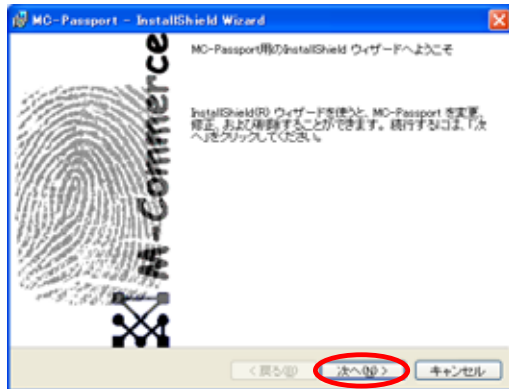 MC-Passport - InstallShield Wizard
MC-Passport用のInstallShield ウィザードへようこそ
InstallShield(R) ウィザードを使うと、MC-Passport を変更、
修正、および削除することができます。続行するには、「次
へ」をクリックしてください。
M-Commerce
< 戻る(B)
次へ(N) >
キャンセル